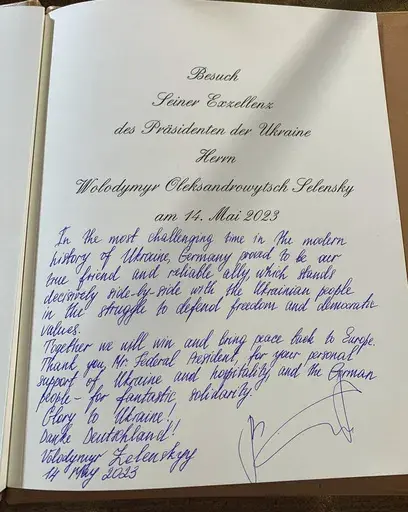 Besuch
Seiner Exzellenz
des Präsidenten der Ukraine
Herrn
Wolodymyr Oleksandrowytsch Selensky
am 14. Mai 2023
In the most challenging time in the modern
history of Ukraine, Germany proved to be our
true friend and reliable ally, which stands
decisively side-by-side with the Ukrainian people
in the struggle to defend freedom and democratic
values.
Together we will win and bring peace back to Europe.
Thank you, Mr. Federal President, for your personal
support of Ukraine and hospitality and the German
people - for fantastic solidarity.
Glory to Ukraine!
Danke Deutschland!!
Volodymyr Zelenskyy
14 May 2023